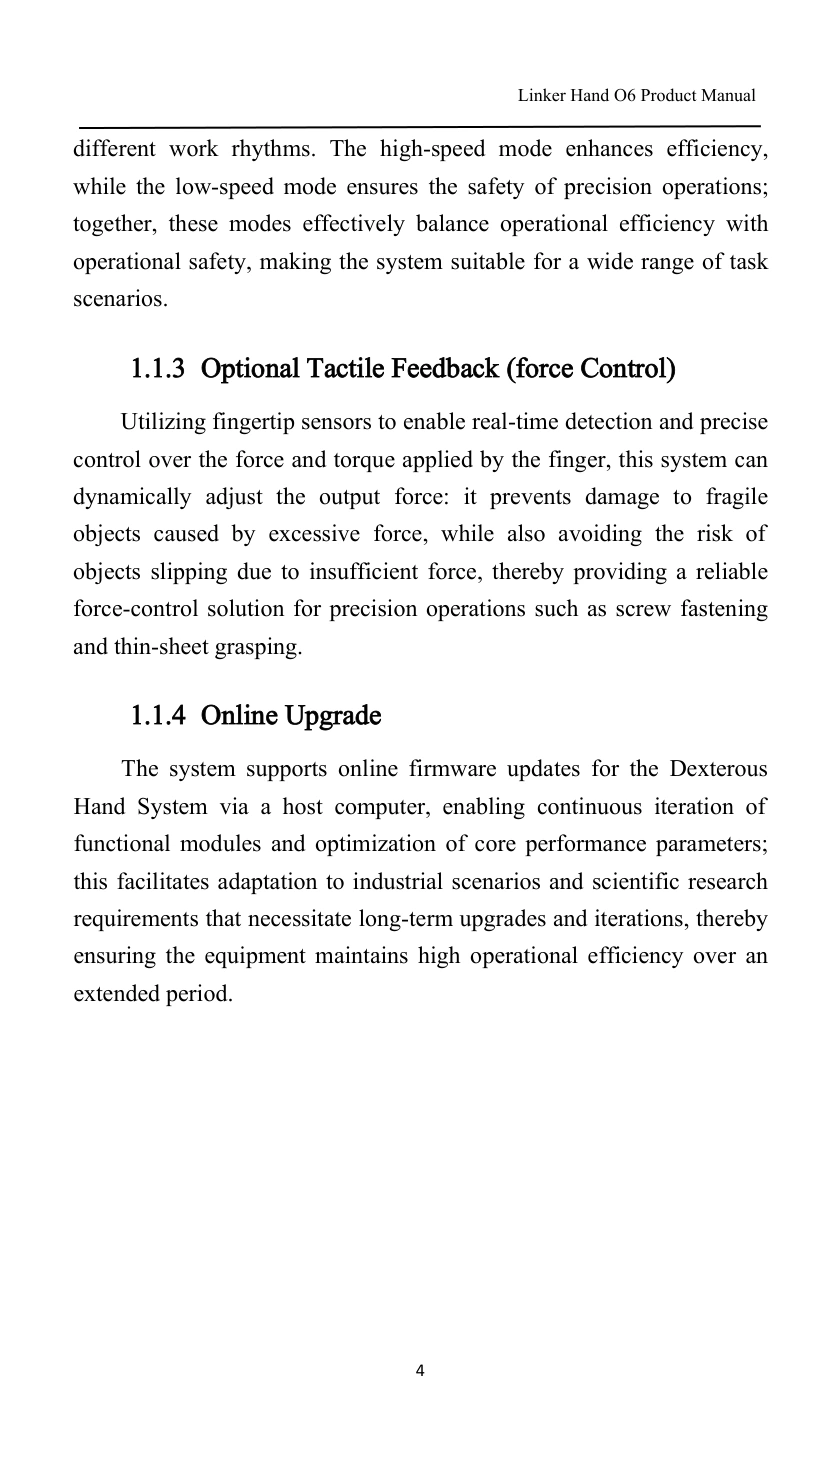 Linker Hand O6 Product Manual
different work rhythms. The high-speed mode enhances efficiency,
while the low-speed mode ensures the safety of precision operations;
together, these modes effectively balance operational efficiency with
operational safety, making the system suitable for a wide range of task
scenarios.
1.1.3 Optional Tactile Feedback (force Control)
Utilizing fingertip sensors to enable real-time detection and precise
control over the force and torque applied by the finger, this system can
dynamically adjust the output force: it prevents damage to fragile
objects caused by excessive force, while also avoiding the risk of
objects slipping due to insufficient force, thereby providing a reliable
force-control solution for precision operations such as screw fastening
and thin-sheet grasping.
1.1.4 Online Upgrade
The system supports online firmware updates for the Dexterous
Hand System via a host computer, enabling continuous iteration of
functional modules and optimization of core performance parameters;
this facilitates adaptation to industrial scenarios and scientific research
requirements that necessitate long-term upgrades and iterations, thereby
ensuring the equipment maintains high operational efficiency over an
extended period.
4